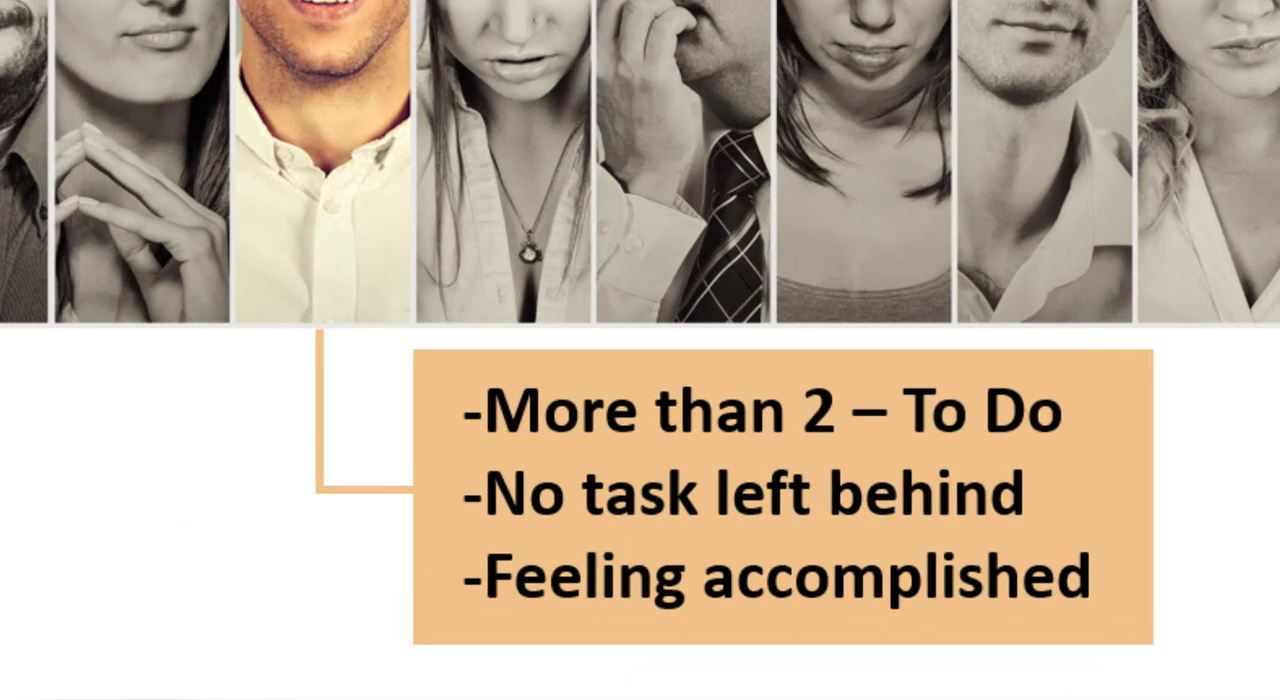 -More than 2 – To Do
-No task left behind
-Feeling accomplished